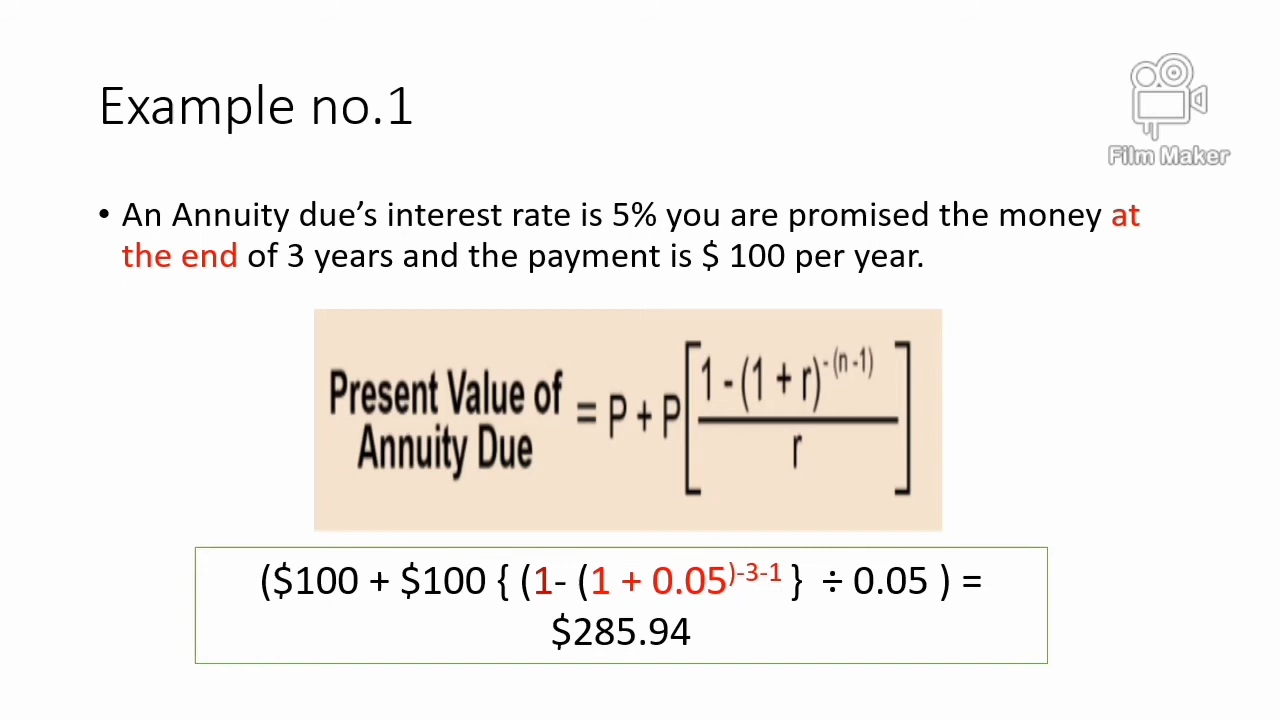 Example no.1
Film Maker
• An Annuity due’s interest rate is 5% you are promised the money at
the end of 3 years and the payment is $ 100 per year.
Present Value of Annuity Due = P + P[(1 - (1 + r)^-(n -1)) / r]
($100 + $100 { (1- (1 + 0.05)-3-1 } ÷ 0.05 ) =
$285.94